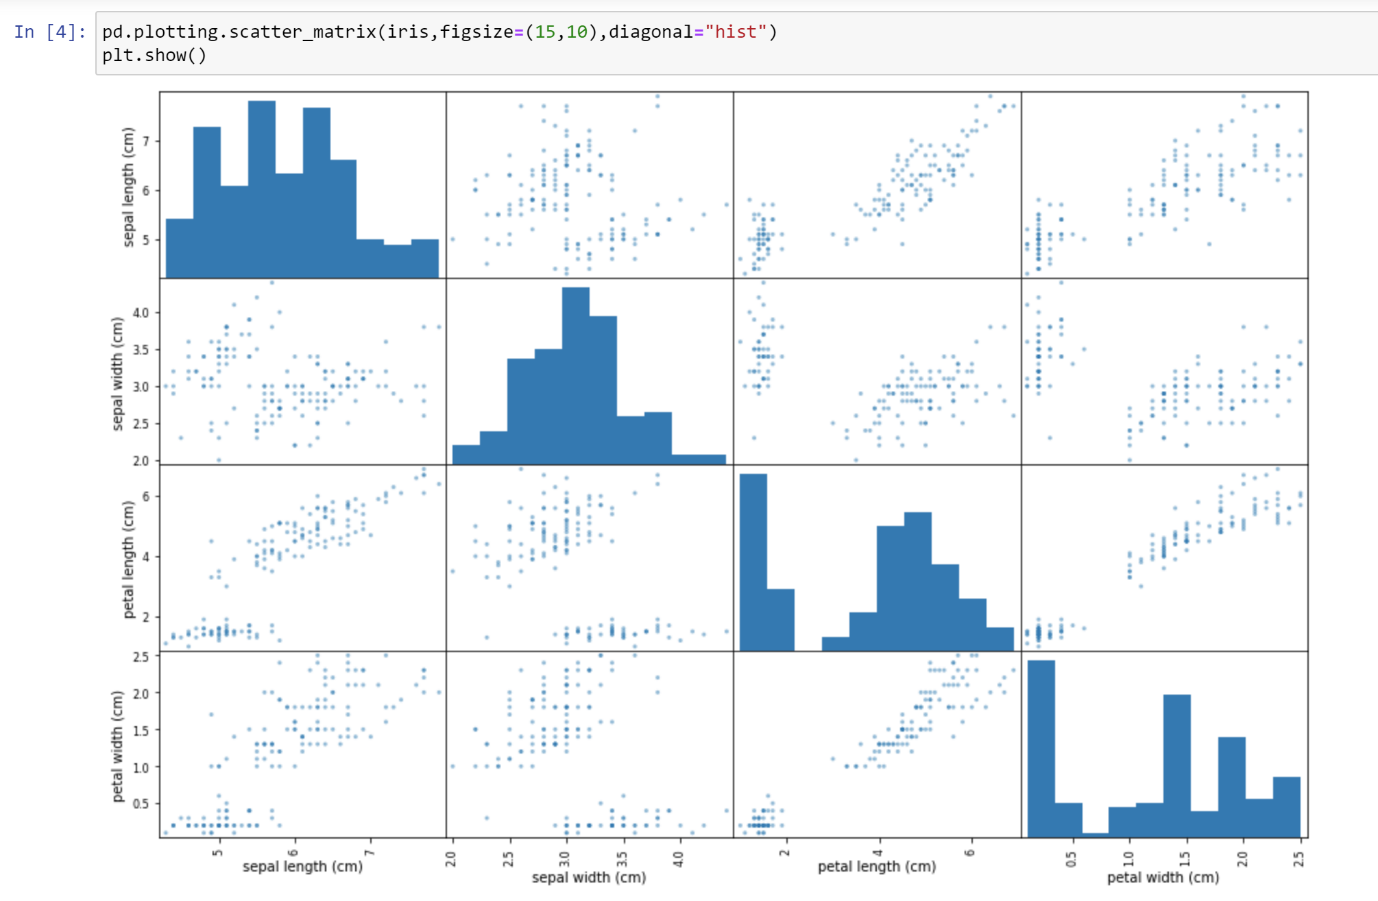 In [4]: pd.plotting.scatter_matrix(iris,figsize=(15,10),diagonal="hist")
plt.show()
sepal length (cm)
7
6
5
sepal width (cm)
4.0
3.5
3.0
2.5
2.0
petal length (cm)
6
4
2
petal width (cm)
2.5
2.0
1.5
1.0
0.5
5 6 7 2.0 2.5 3.0 3.5 4.0 2 4 6 0.5 1.0 1.5 2.0 2.5
sepal length (cm) sepal width (cm) petal length (cm) petal width (cm)